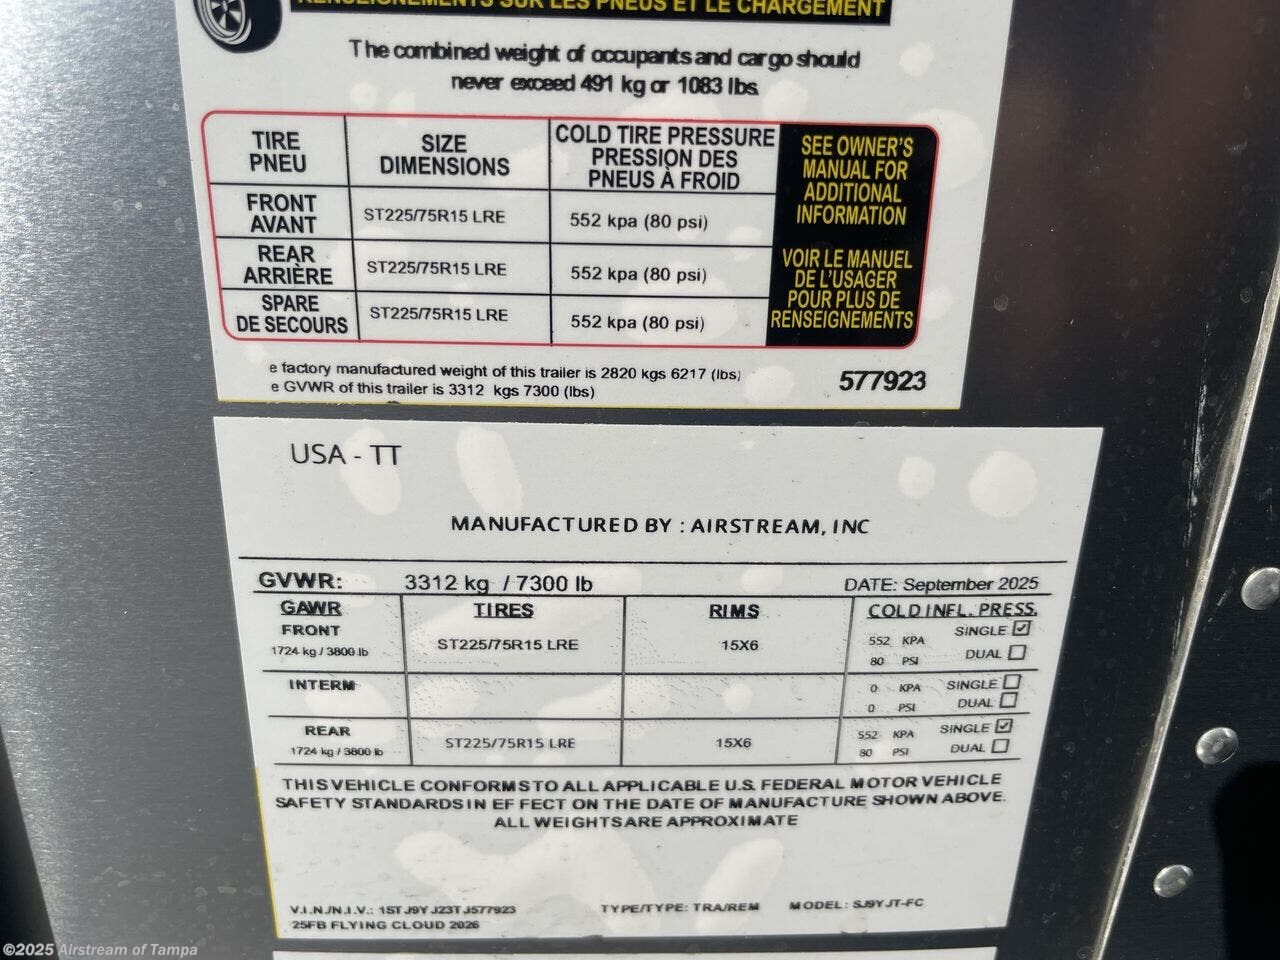 RENSEIGNEMENTS SUR LES PNEUS ET LE CHARGEMENT
The combined weight of occupants and cargo should
never exceed 491 kg or 1083 lbs
TIRE
PNEU
SIZE
DIMENSIONS
COLD TIRE PRESSURE
PRESSION DES
PNEUS À FROID
SEE OWNER'S
MANUAL FOR
ADDITIONAL
INFORMATION
VOIR LE MANUEL
DE L'USAGER
POUR PLUS DE
RENSEIGNEMENTS
FRONT
AVANT
ST225/75R15 LRE
552 kpa (80 psi)
REAR
ARRIÈRE
ST225/75R15 LRE
552 kpa (80 psi)
SPARE
DE SECOURS
ST225/75R15 LRE
552 kpa (80 psi)
e factory manufactured weight of this trailer is 2820 kgs 6217 (lbs)
e GVWR of this trailer is 3312 kgs 7300 (lbs)
577923
USA - TT
MANUFACTURED BY : AIRSTREAM, INC
GVWR: 3312 kg / 7300 lb DATE: September 2025
GAWR TIRES RIMS COLD INFL. PRESS.
FRONT
1724 kg / 3800 lb
ST225/75R15 LRE
15X6
552 KPA SINGLE ☑
80 PSI DUAL ☐
INTERM
0 KPA SINGLE ☐
0 PSI DUAL ☐
REAR
1724 kg / 3800 lb
ST225/75R15 LRE
15X6
552 KPA SINGLE ☑
80 PSI DUAL ☐
THIS VEHICLE CONFORMS TO ALL APPLICABLE U.S. FEDERAL MOTOR VEHICLE
SAFETY STANDARDS IN EFFECT ON THE DATE OF MANUFACTURE SHOWN ABOVE.
ALL WEIGHTS ARE APPROXIMATE
V.I.N./N.I.V.: 1STJ9YJ23TJ577923 TYPE/TYPE: TRA/REM MODEL: SJ9YJT-FC
25FB FLYING CLOUD 2026
©2025 Airstream of Tampa